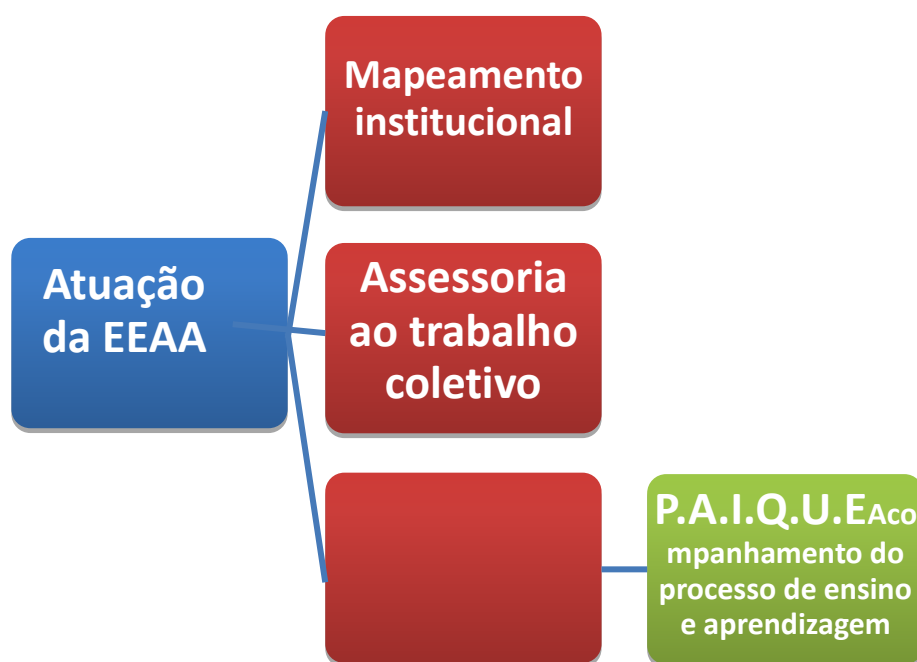 Mapeamento
institucional
Atuação
da EEAA
Assessoria
ao trabalho
coletivo
P.A.I.Q.U.EAco
mpanhamento do
processo de ensino
e aprendizagem